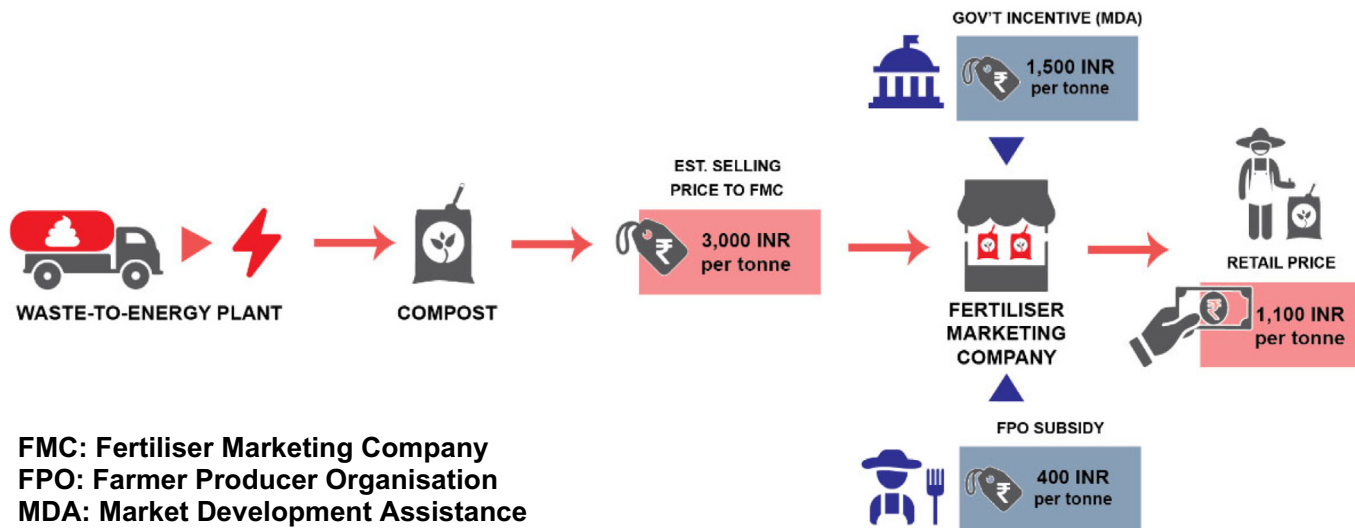 GOV'T INCENTIVE (MDA)
₹
1,500 INR
per tonne
EST. SELLING
PRICE TO FMC
₹
3,000 INR
per tonne
WASTE-TO-ENERGY PLANT
COMPOST
FERTILISER
MARKETING
COMPANY
RETAIL PRICE
₹
1,100 INR
per tonne
FPO SUBSIDY
₹
400 INR
per tonne
FMC: Fertiliser Marketing Company
FPO: Farmer Producer Organisation
MDA: Market Development Assistance